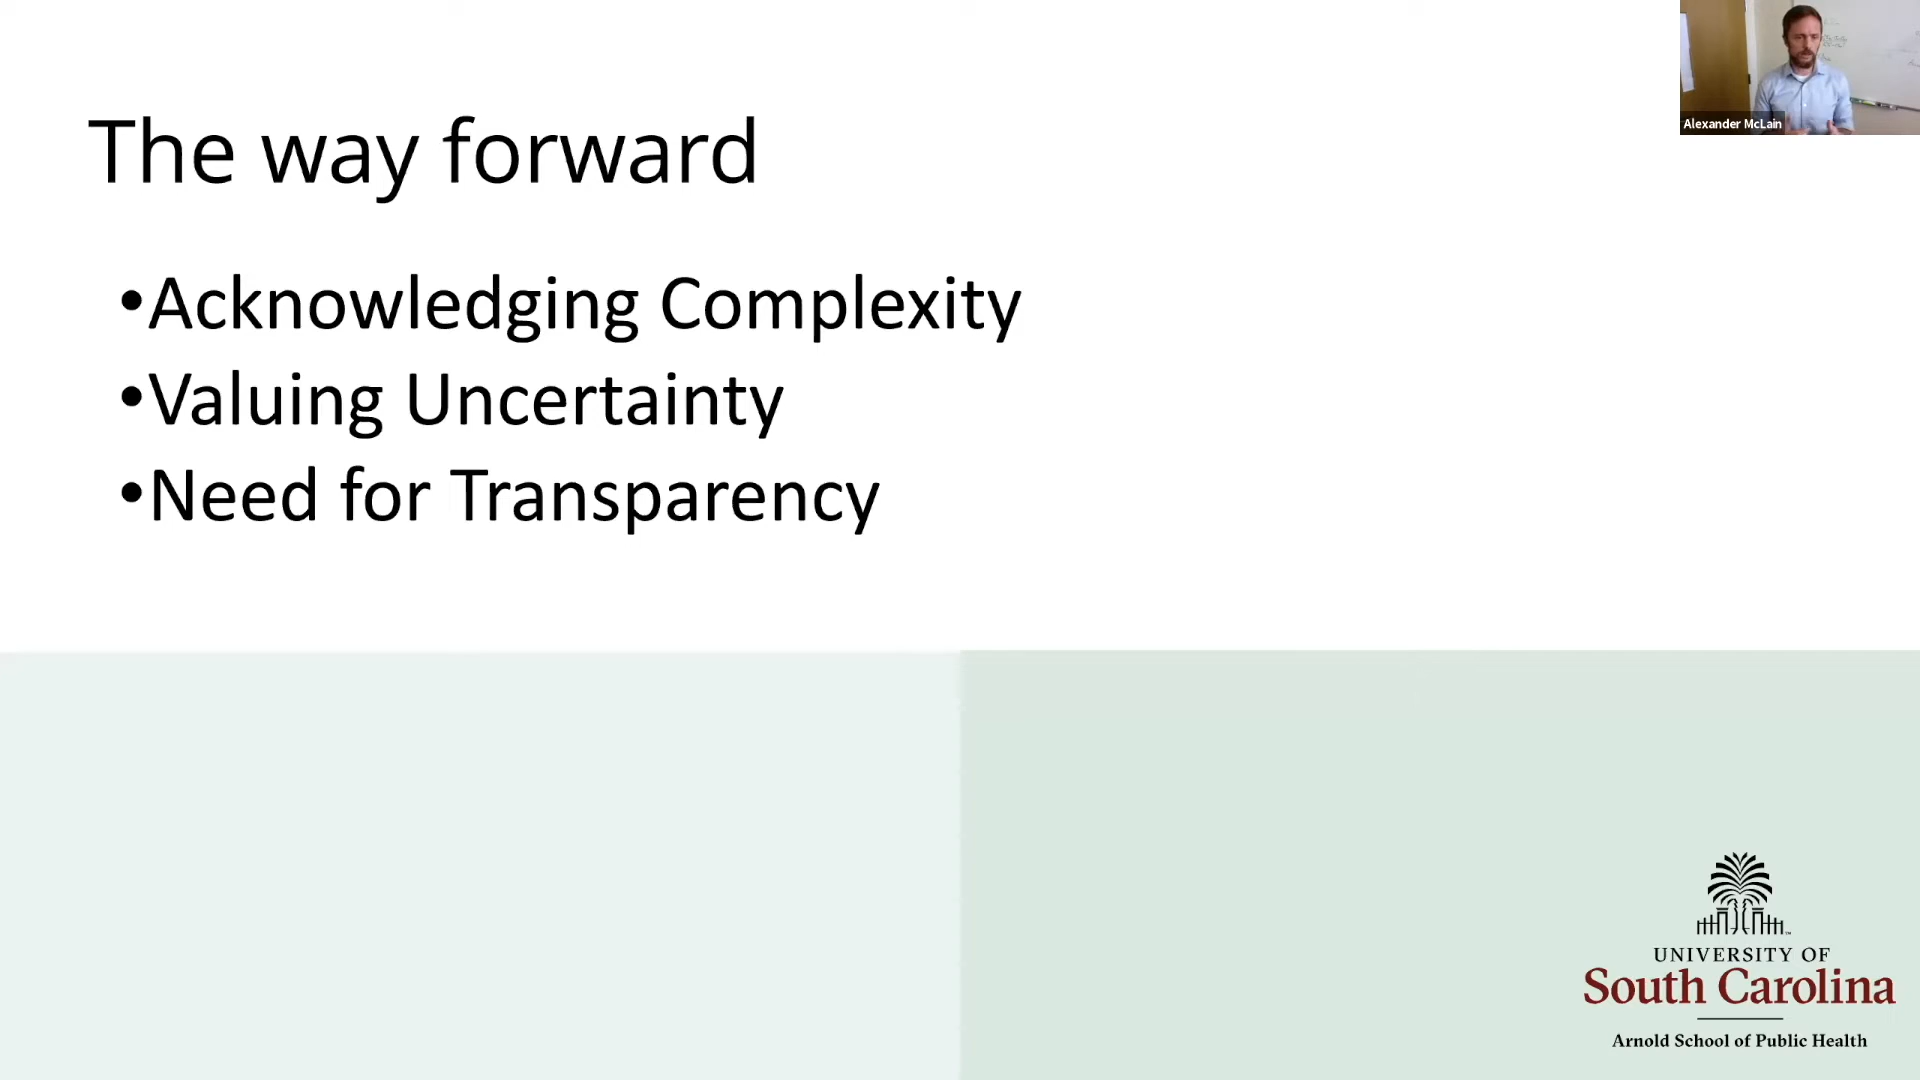 Alexander McLain
The way forward
•Acknowledging Complexity
•Valuing Uncertainty
•Need for Transparency
UNIVERSITY OF
South Carolina
Arnold School of Public Health